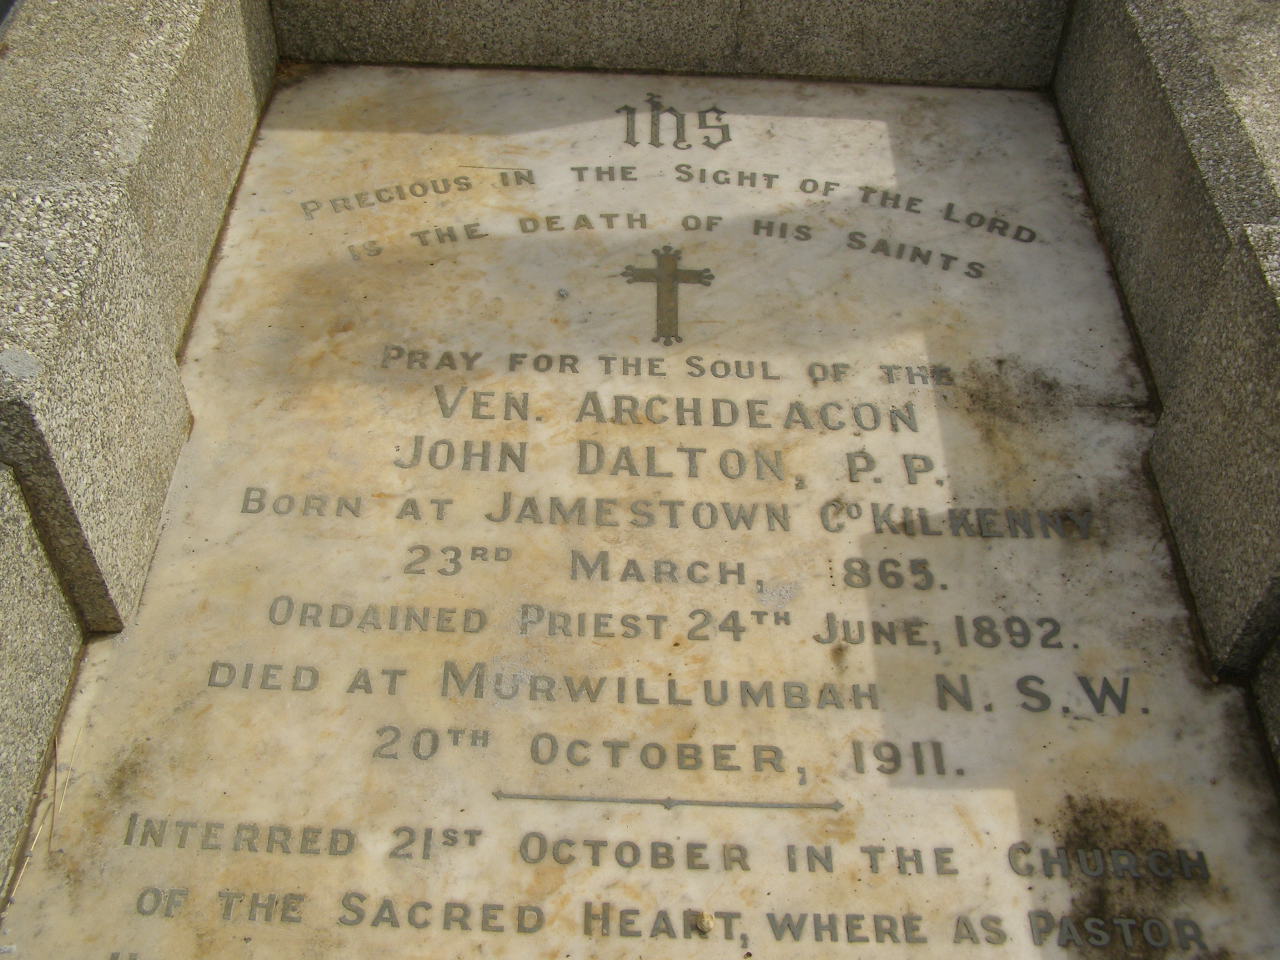 ihs
PRECIOUS IN THE SIGHT OF THE LORD
IS THE DEATH OF HIS SAINTS
PRAY FOR THE SOUL OF THE
VEN. ARCHDEACON
JOHN DALTON, P.P.
BORN AT JAMESTOWN CO KILKENNY
23RD MARCH, 865.
ORDAINED PRIEST 24TH JUNE, 1892.
DIED AT MURWILLUMBAH N.S.W.
20TH OCTOBER, 1911.
INTERRED 21ST OCTOBER IN THE CHURCH
OF THE SACRED HEART, WHERE AS PASTOR